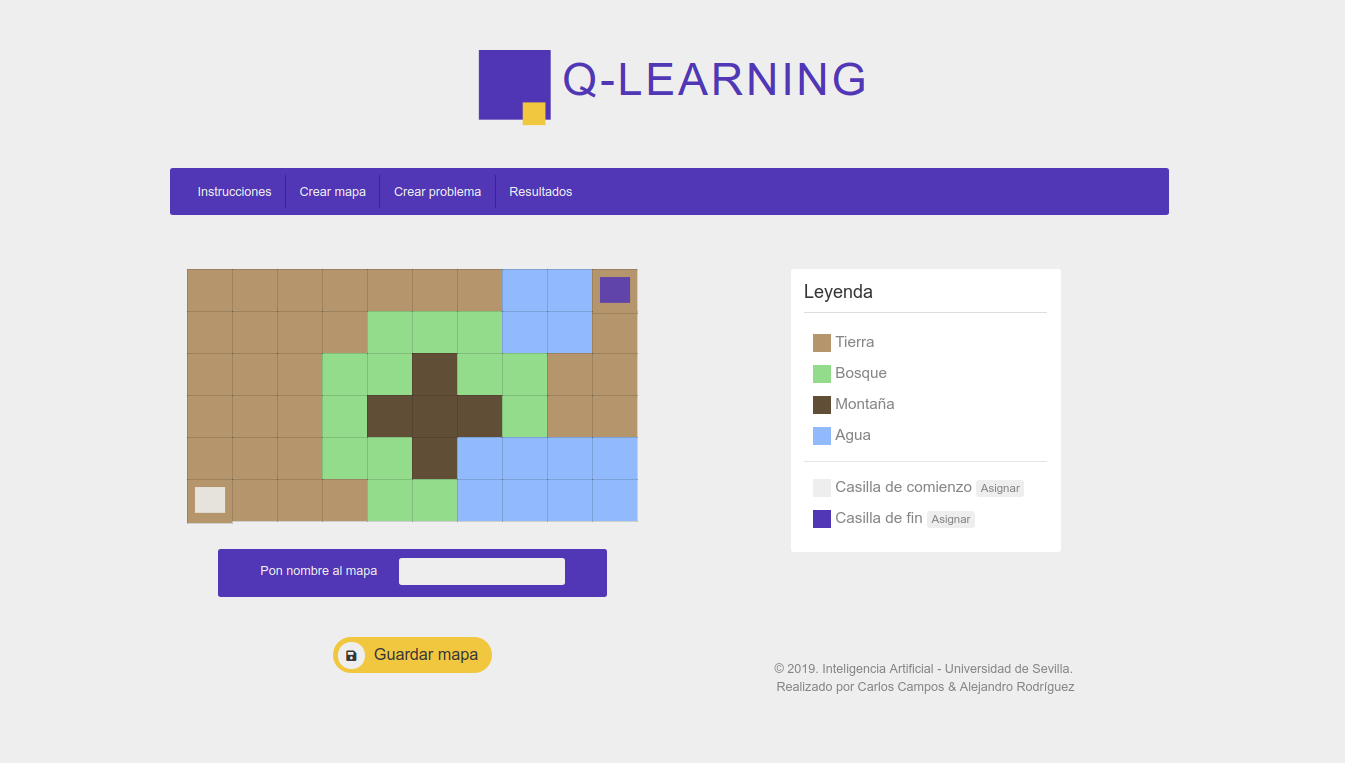 Q-LEARNING
Instrucciones Crear mapa Crear problema Resultados
Leyenda
Tierra
Bosque
Montaña
Agua
Casilla de comienzo Asignar
Casilla de fin Asignar
Pon nombre al mapa
Guardar mapa
© 2019. Inteligencia Artificial - Universidad de Sevilla.
Realizado por Carlos Campos & Alejandro Rodríguez